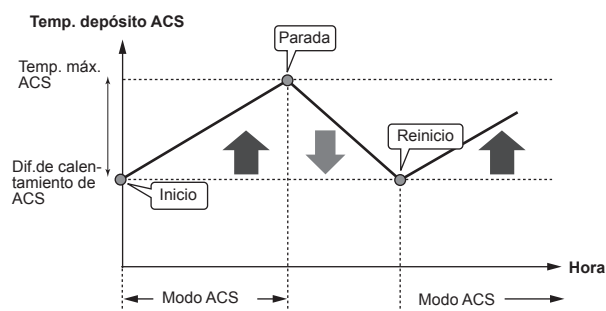 Temp. depósito ACS
Parada
Temp. máx.
ACS
Reinicio
Dif.de calen-
tamiento de
ACS
Inicio
Hora
Modo ACS
Modo ACS